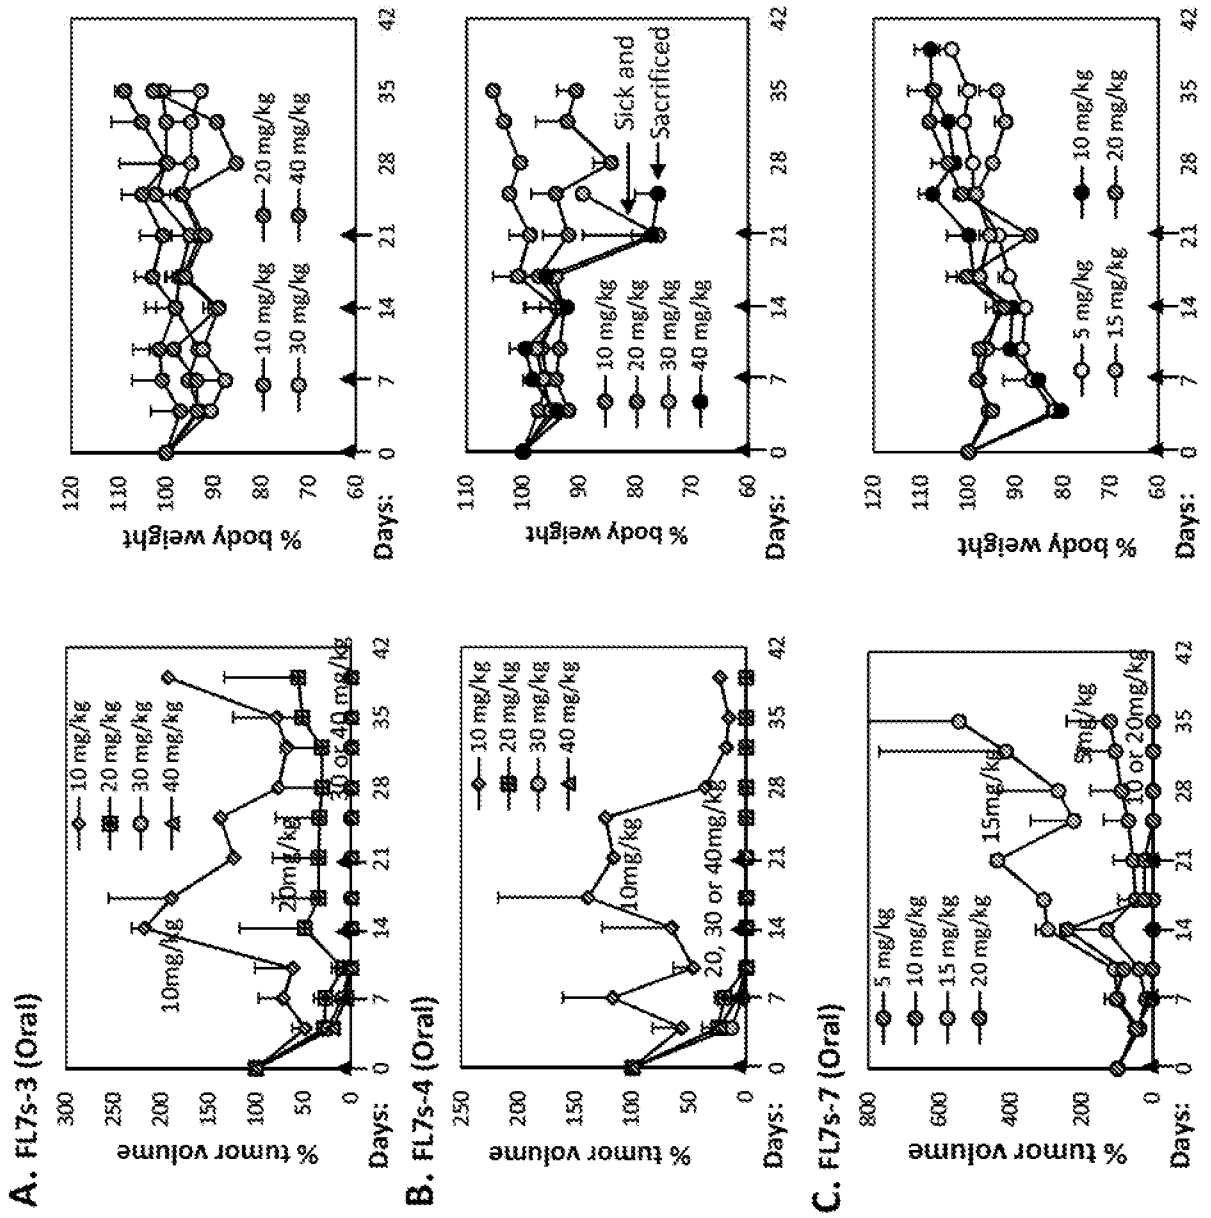 A. FL7s-3 (Oral)
% tumor volume
300
250
200
150
100
50
0
10 mg/kg
20 mg/kg
30 mg/kg
40 mg/kg
10mg/kg
20mg/kg
30 or 40 mg/kg
Days: 0 7 14 21 28 35 42
% body weight
120
110
100
90
80
70
60
10 mg/kg 20 mg/kg
30 mg/kg 40 mg/kg
Days: 0 7 14 21 28 35 42
B. FL7s-4 (Oral)
% tumor volume
250
200
150
100
50
0
10 mg/kg
20 mg/kg
30 mg/kg
40 mg/kg
10mg/kg
20, 30 or 40mg/kg
Days: 0 7 14 21 28 35 42
% body weight
110
100
90
80
70
60
10 mg/kg
20 mg/kg
30 mg/kg
40 mg/kg
Sick and
Sacrificed
Days: 0 7 14 21 28 35 42
C. FL7s-7 (Oral)
% tumor volume
800
600
400
200
0
5 mg/kg
10 mg/kg
15 mg/kg
20 mg/kg
15mg/kg
5mg/kg
10 or 20mg/kg
Days: 0 7 14 21 28 35 42
% body weight
120
110
100
90
80
70
60
5 mg/kg 10 mg/kg
15 mg/kg 20 mg/kg
Days: 0 7 14 21 28 35 42